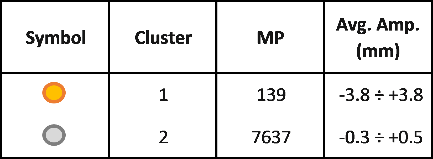 Symbol Cluster MP Avg. Amp. (mm)
1 139 -3.8 ÷ +3.8
2 7637 -0.3 ÷ +0.5